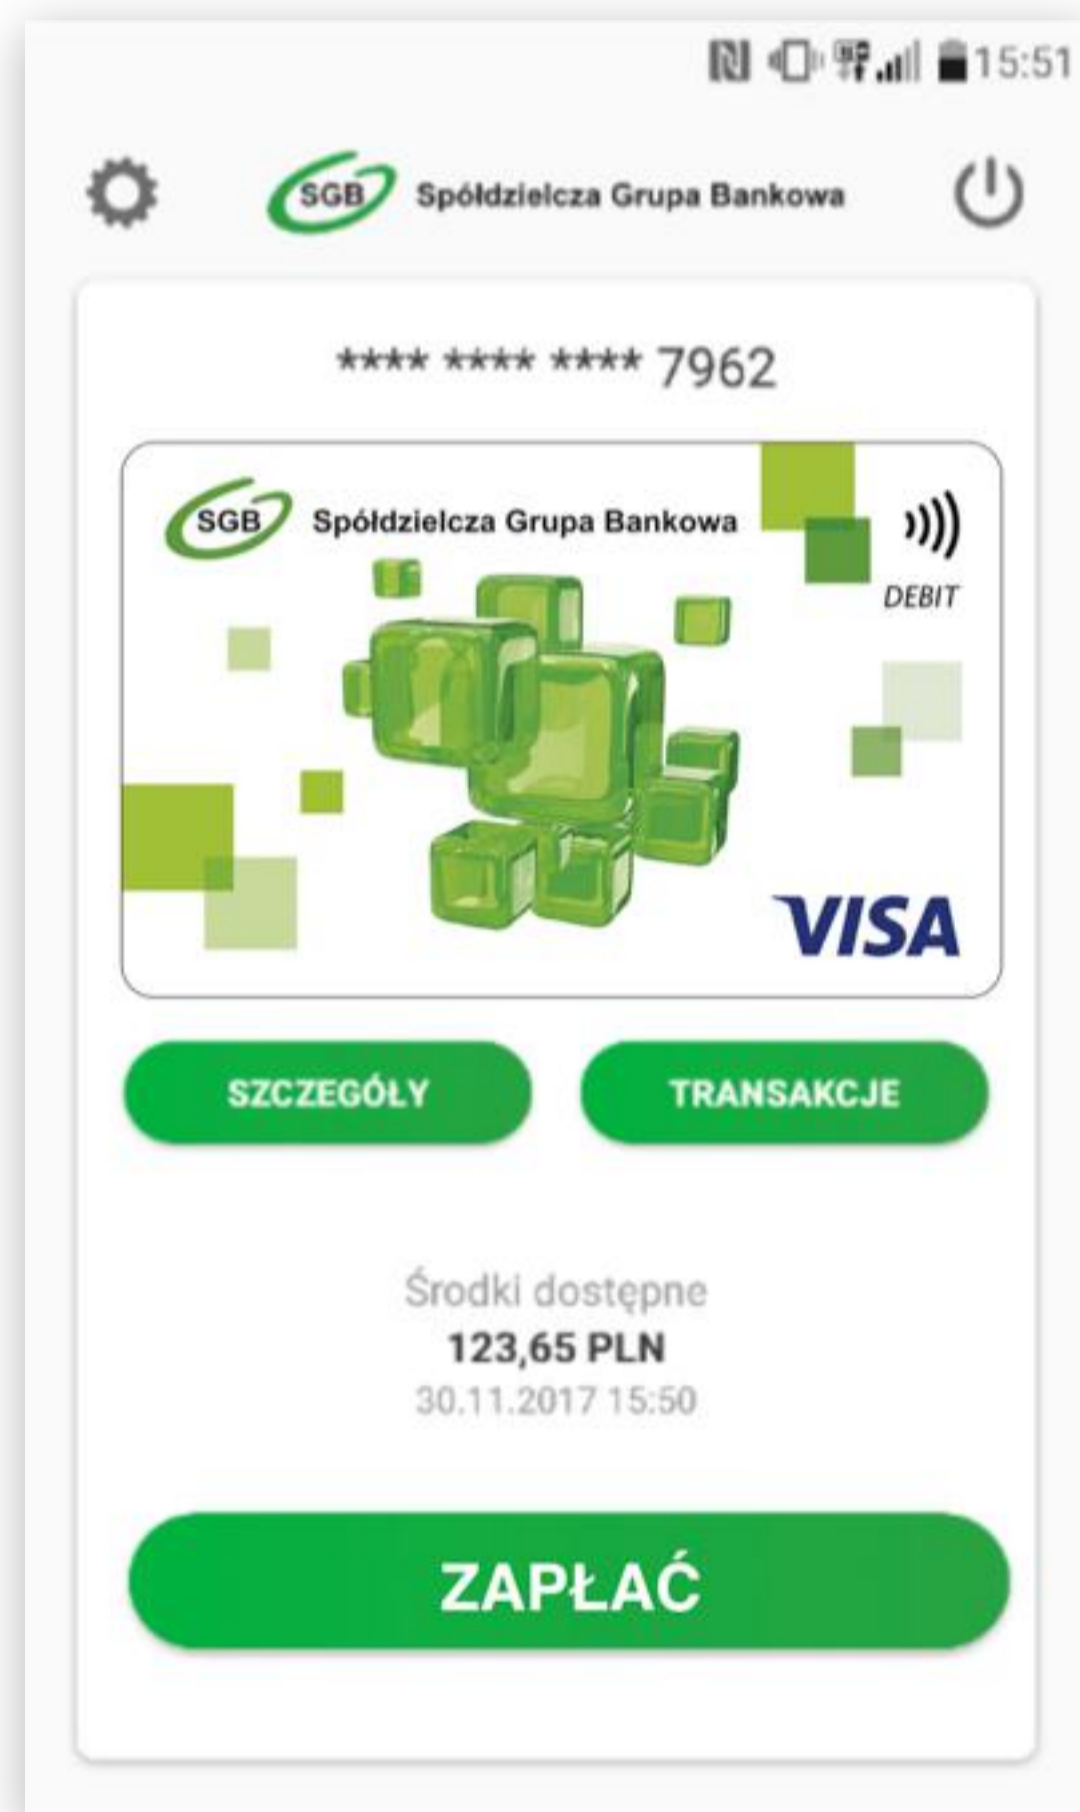 15:51
SGB Spółdzielcza Grupa Bankowa
**** **** **** 7962
SGB Spółdzielcza Grupa Bankowa
DEBIT
VISA
SZCZEGÓŁY TRANSAKCJE
Środki dostępne
123,65 PLN
30.11.2017 15:50
ZAPŁAĆ